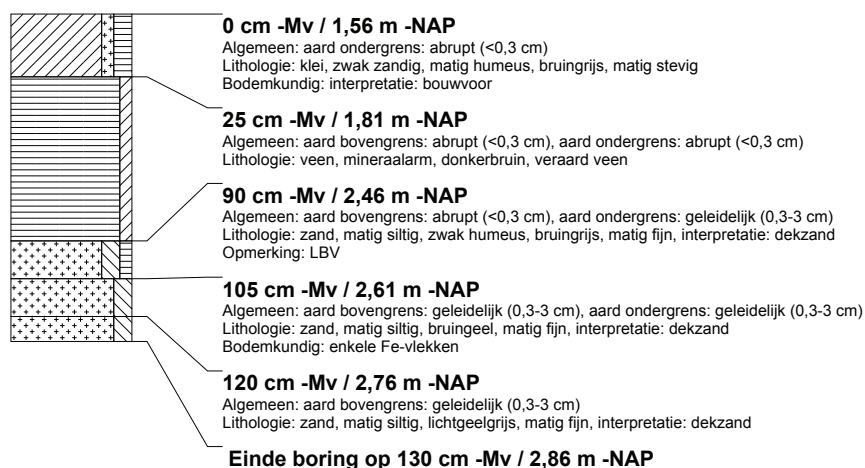 0 cm -Mv / 1,56 m -NAP
Algemeen: aard ondergrens: abrupt (<0,3 cm)
Lithologie: klei, zwak zandig, matig humeus, bruingrijs, matig stevig
Bodemkundig: interpretatie: bouwvoor
25 cm -Mv / 1,81 m -NAP
Algemeen: aard bovengrens: abrupt (<0,3 cm), aard ondergrens: abrupt (<0,3 cm)
Lithologie: veen, mineraalarm, donkerbruin, veraard veen
90 cm -Mv / 2,46 m -NAP
Algemeen: aard bovengrens: abrupt (<0,3 cm), aard ondergrens: geleidelijk (0,3-3 cm)
Lithologie: zand, matig siltig, zwak humeus, bruingrijs, matig fijn, interpretatie: dekzand
Opmerking: LBV
105 cm -Mv / 2,61 m -NAP
Algemeen: aard bovengrens: geleidelijk (0,3-3 cm), aard ondergrens: geleidelijk (0,3-3 cm)
Lithologie: zand, matig siltig, bruingeel, matig fijn, interpretatie: dekzand
Bodemkundig: enkele Fe-vlekken
120 cm -Mv / 2,76 m -NAP
Algemeen: aard bovengrens: geleidelijk (0,3-3 cm)
Lithologie: zand, matig siltig, lichtgeelgrijs, matig fijn, interpretatie: dekzand
Einde boring op 130 cm -Mv / 2,86 m -NAP